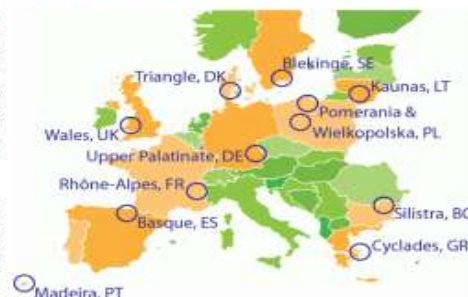 Blekinge, SE
Triangle, DK
Kaunas, LT
Pomerania &
Wielkopolska, PL
Wales, UK
Upper Palatinate, DE
Rhône-Alpes, FR
Basque, ES
Silistra, BG
Cyclades, GR
Madeira, PT